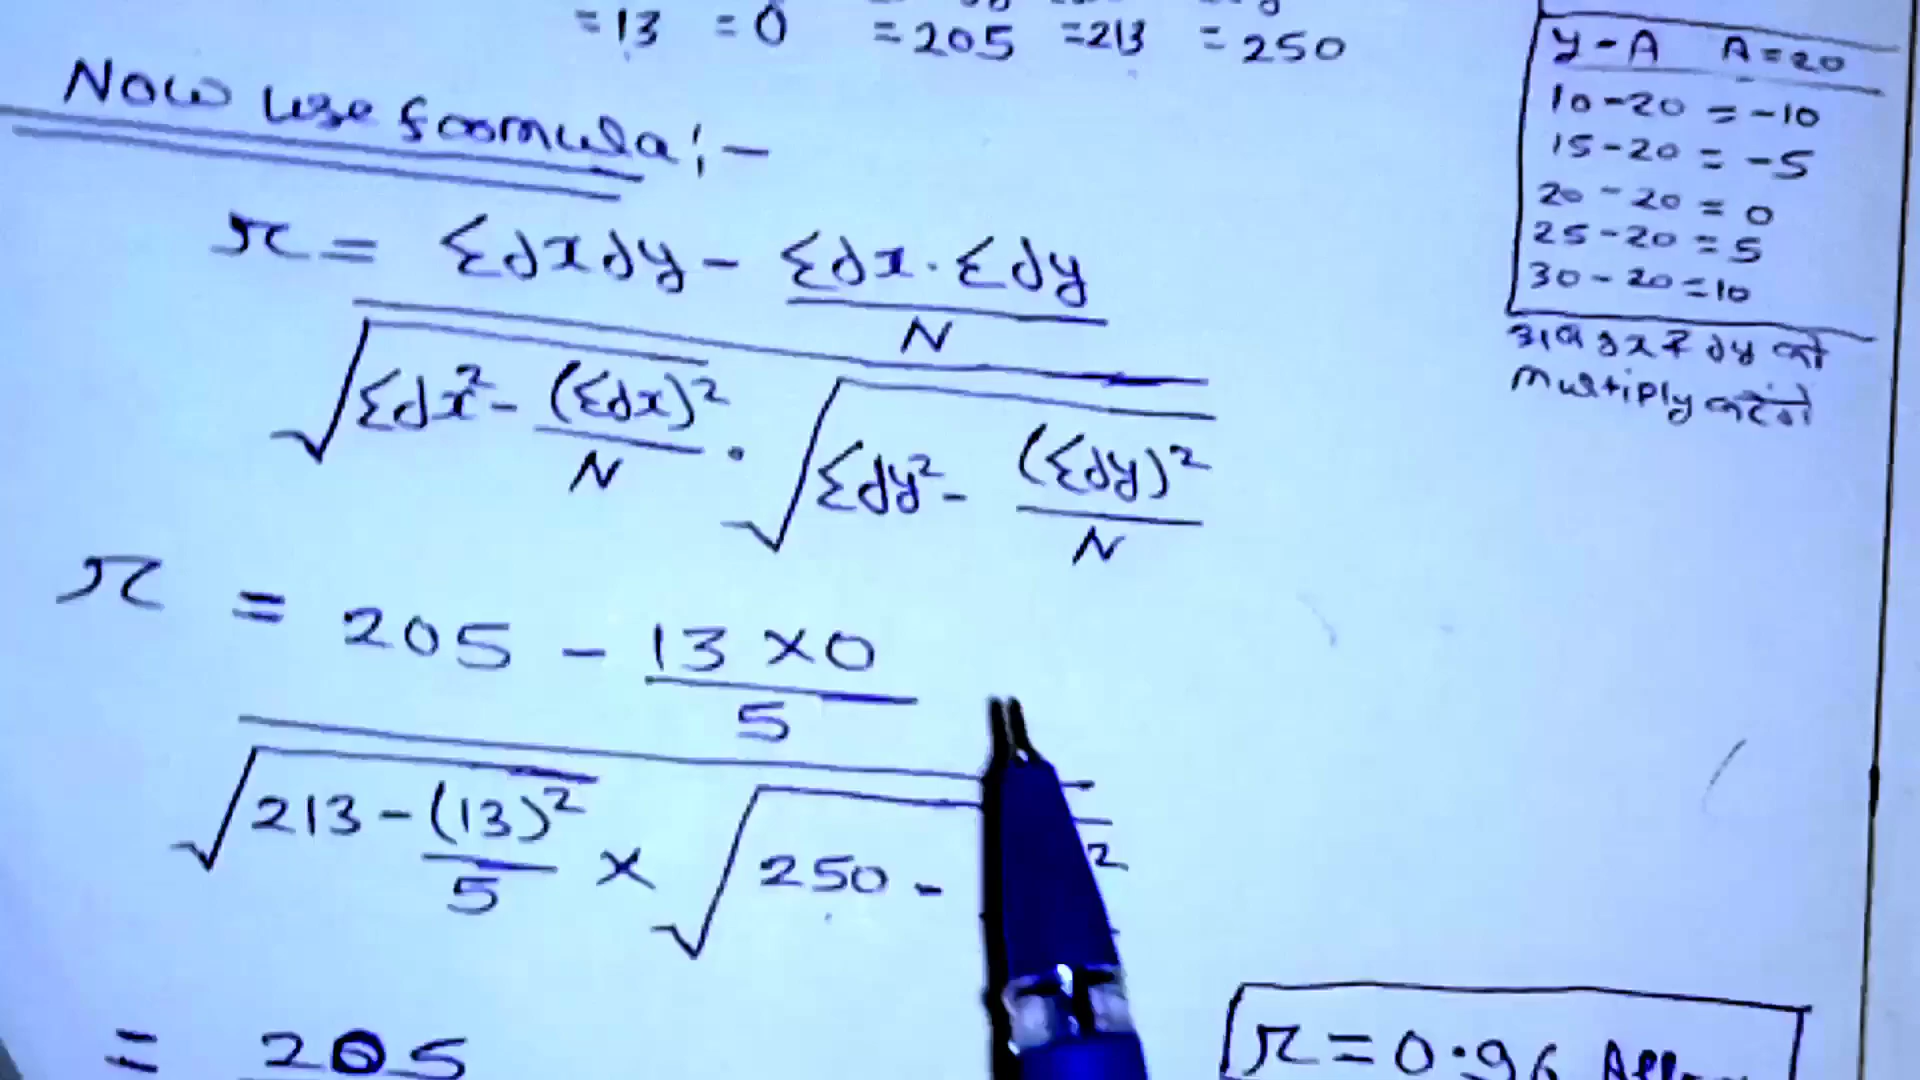 =13 =0 =205 =213 =250
Now use formula:-
r = Σdxdy - Σdx.Σdy
N
√Σdx² - (Σdx)² . √Σdy² - (Σdy)²
N N
r = 205 - 13×0
5
√213-(13)² × √250 - 2
5
= 205
y-A A=20
10-20 = -10
15-20 = -5
20-20 = 0
25-20 = 5
30-20=10
अब dx व dy को
multiply करेंगे
r=0.96